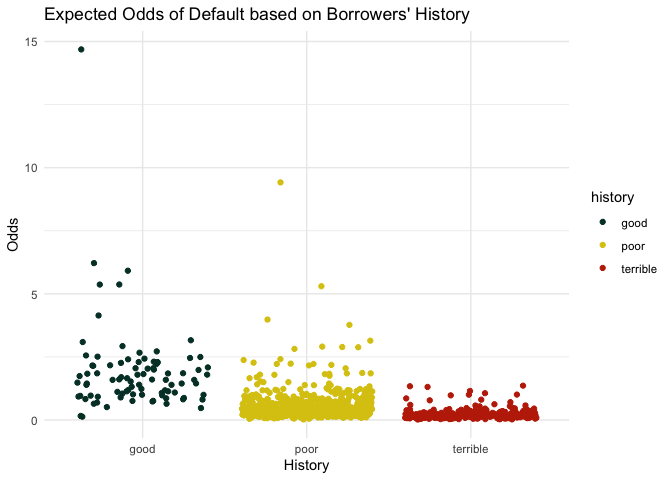 Expected Odds of Default based on Borrowers' History
15
10
5
0
Odds
good
poor
terrible
History
history
good
poor
terrible